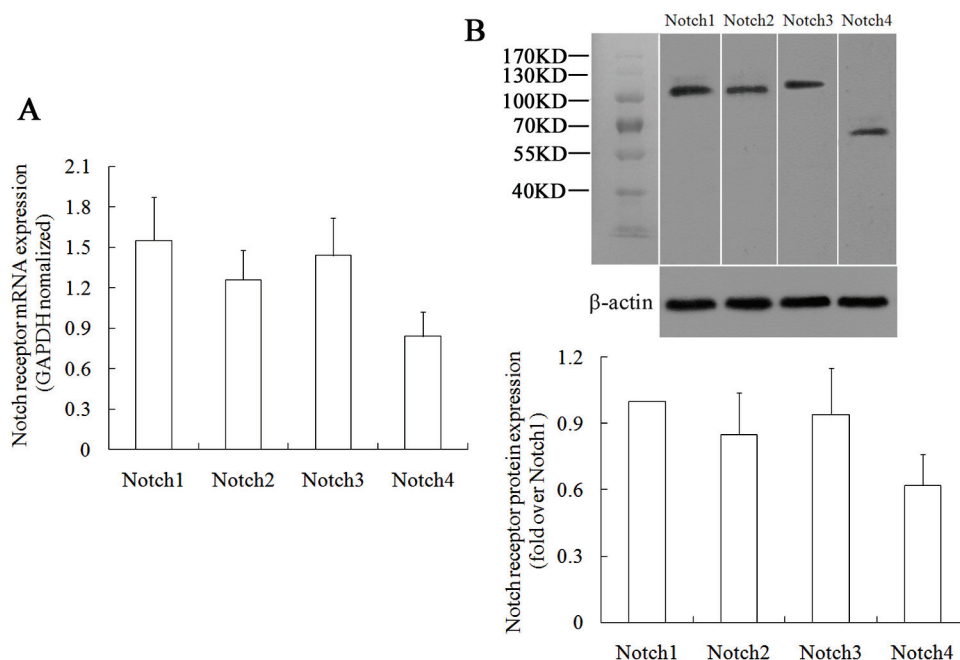 A
Notch receptor mRNA expression
(GAPDH nomalized)
2.1
1.8
1.5
1.2
0.9
0.6
0.3
0
Notch1 Notch2 Notch3 Notch4
B
Notch1 Notch2 Notch3 Notch4
170KD
130KD
100KD
70KD
55KD
40KD
β-actin
Notch receptor protein expression
(fold over Notch1)
1.2
0.9
0.6
0.3
0
Notch1 Notch2 Notch3 Notch4